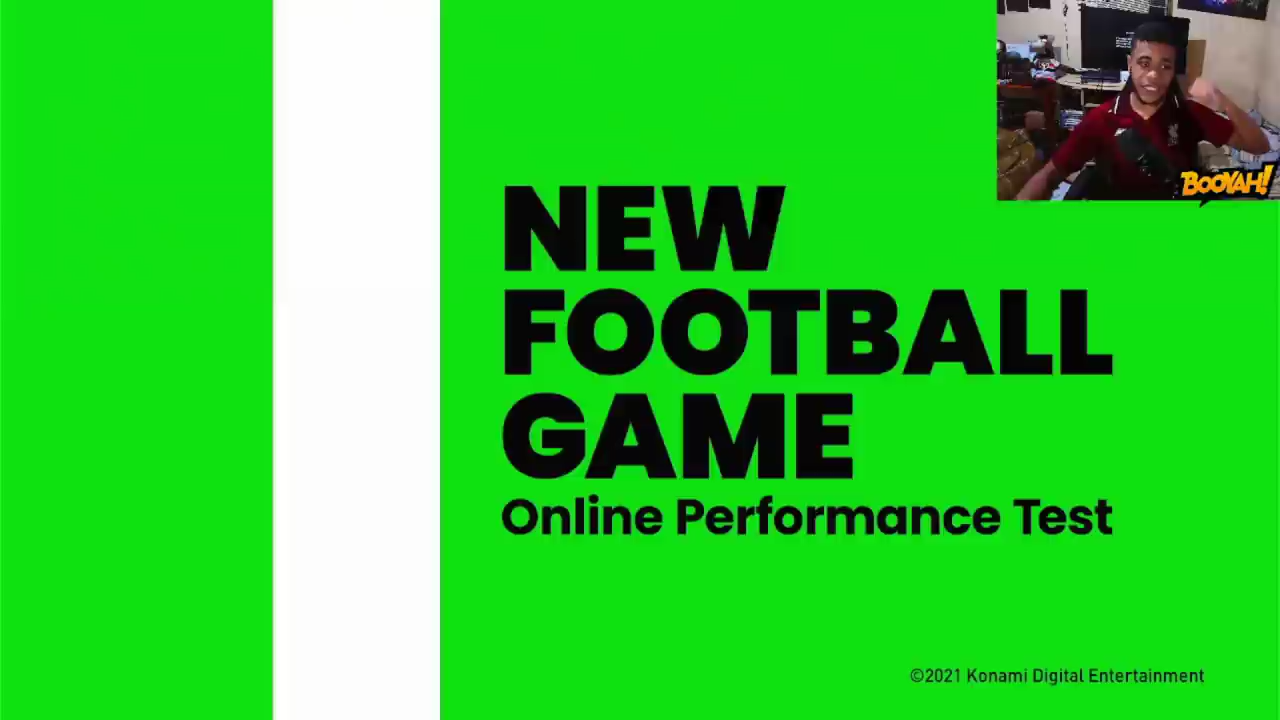 BOOYAH!
NEW
FOOTBALL
GAME
Online Performance Test
©2021 Konami Digital Entertainment